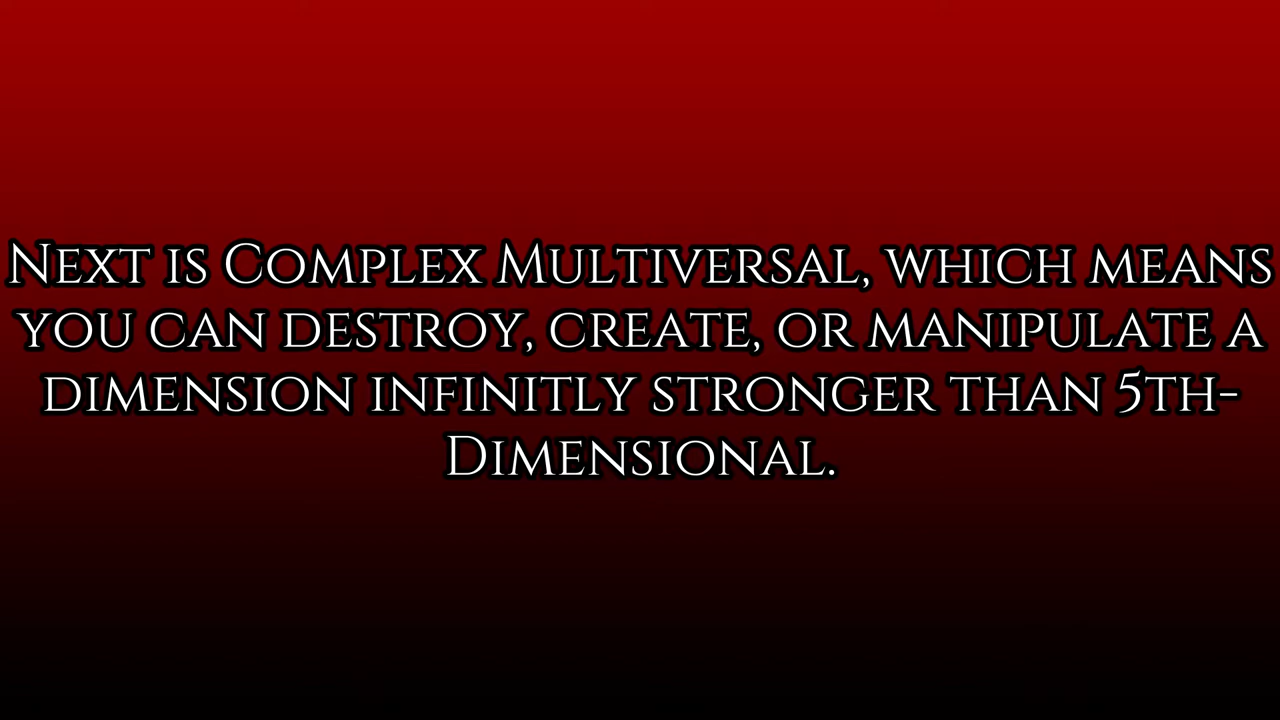 Next is Complex Multiversal, which means
you can destroy, create, or manipulate a
dimension infinitly stronger than 5th-
Dimensional.